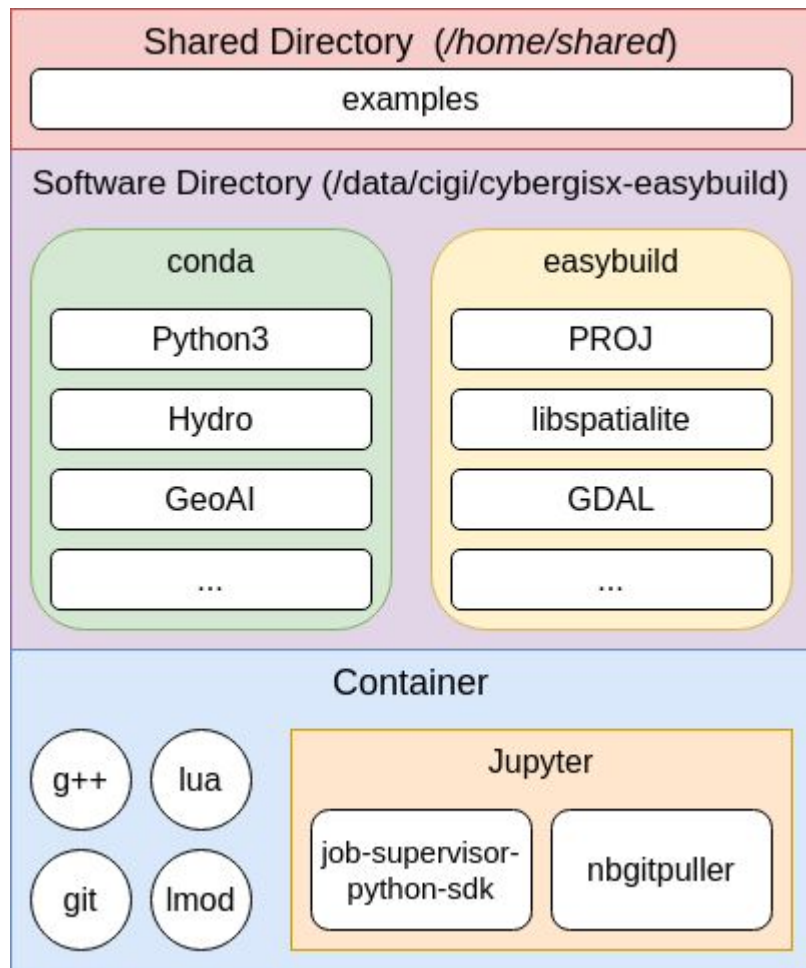 Shared Directory (/home/shared)
examples
Software Directory (/data/cigi/cybergisx-easybuild)
conda
Python3
Hydro
GeoAI
...
easybuild
PROJ
libspatialite
GDAL
...
Container
g++
lua
git
lmod
Jupyter
job-supervisor-
python-sdk
nbgitpuller